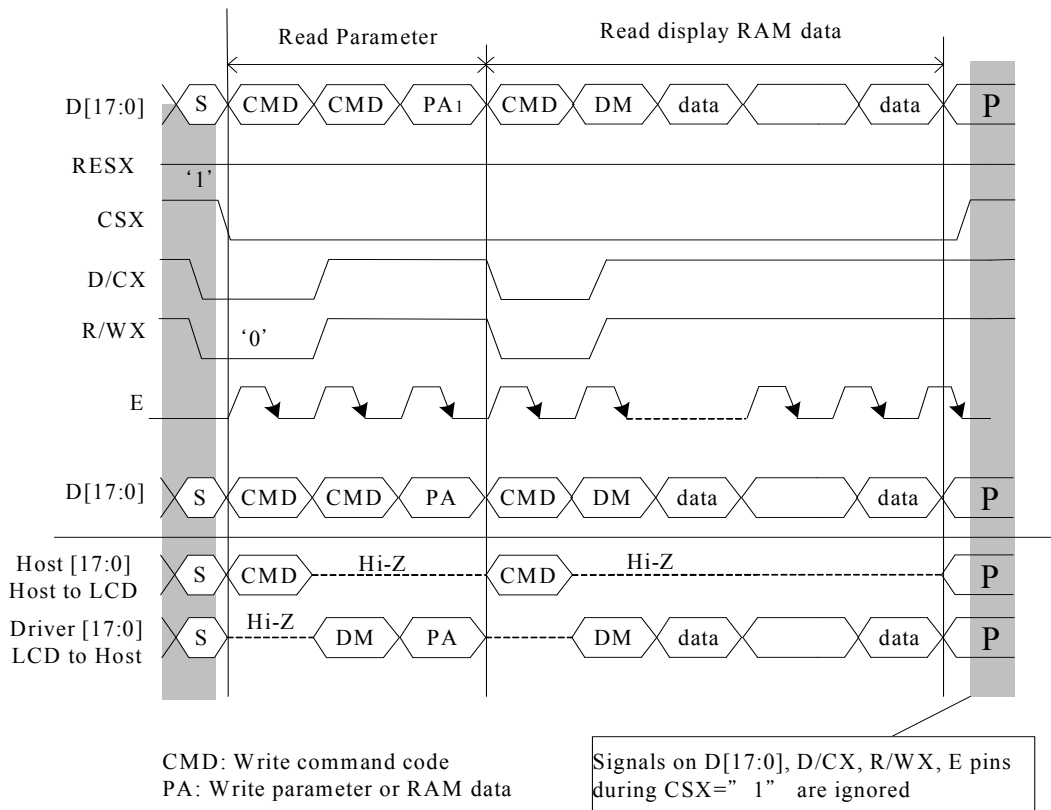 Read Parameter Read display RAM data
D[17:0] S CMD CMD PA1 CMD DM data data P
RESX
‘1’
CSX
D/CX
R/WX ‘0’
E
D[17:0] S CMD CMD PA CMD DM data data P
Host [17:0]
Host to LCD
S CMD Hi-Z CMD Hi-Z P
Driver [17:0]
LCD to Host
S Hi-Z DM PA DM data data P
CMD: Write command code
PA: Write parameter or RAM data
Signals on D[17:0], D/CX, R/WX, E pins
during CSX=” 1” are ignored